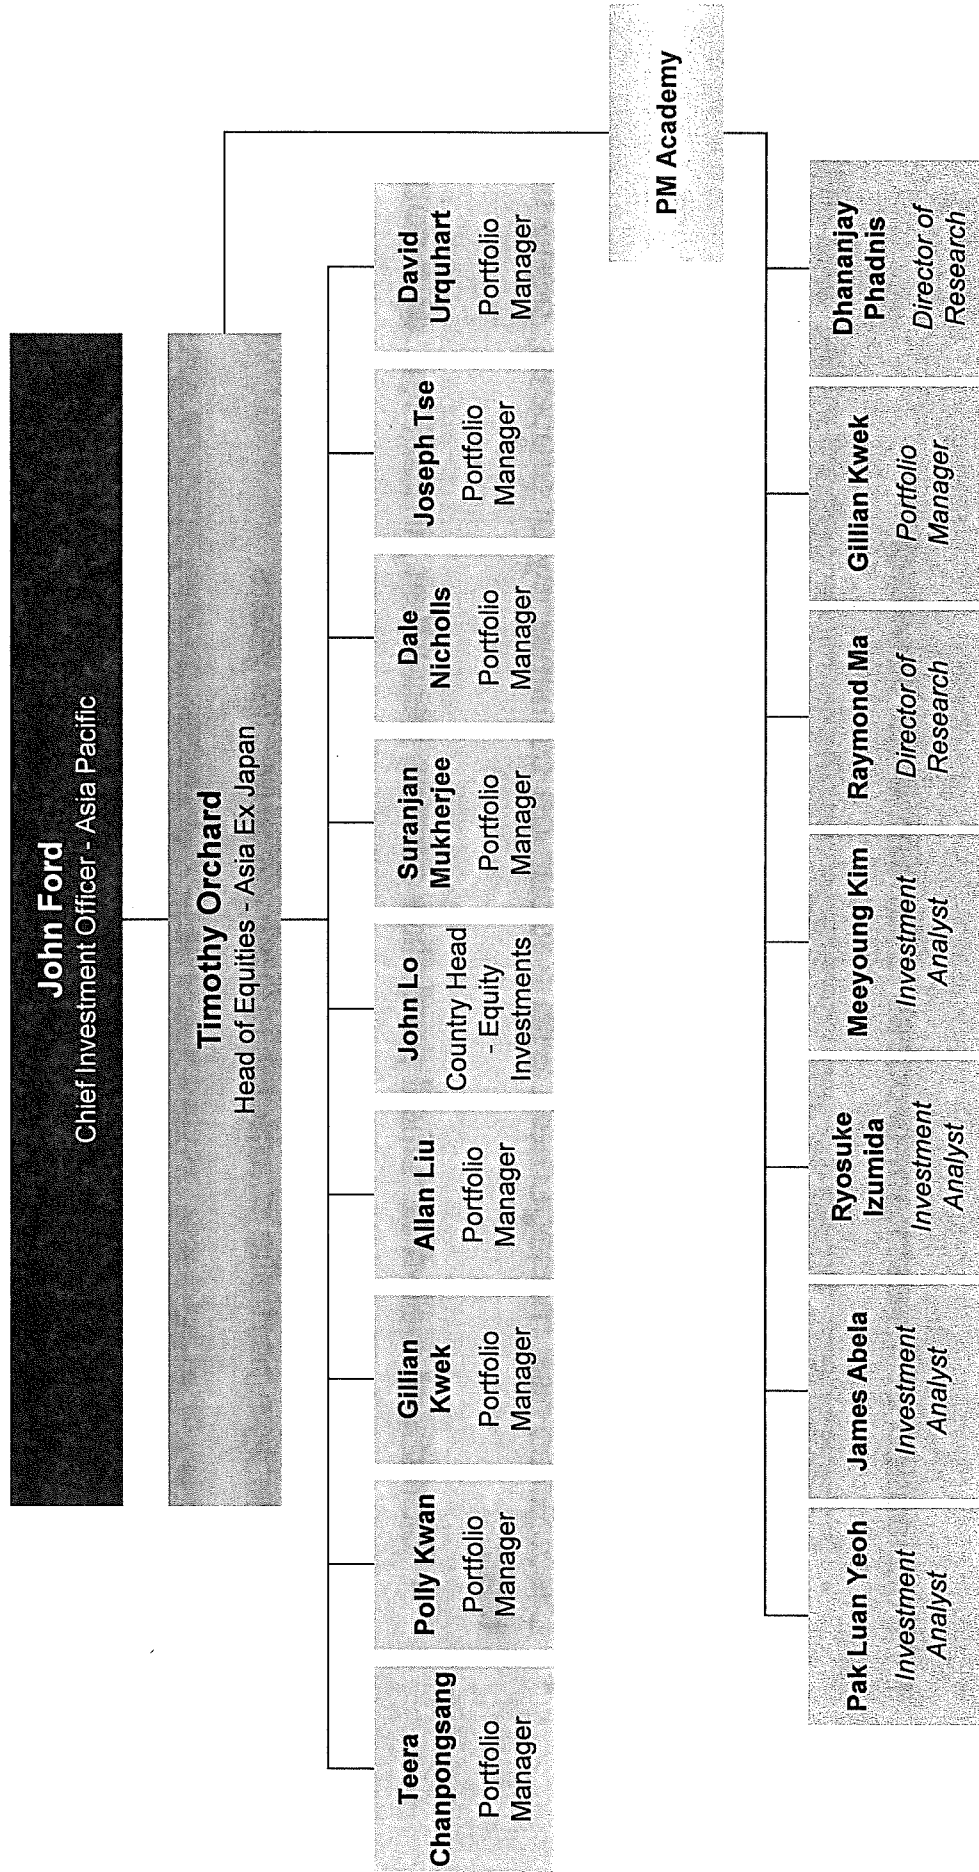 John Ford
Chief Investment Officer - Asia Pacific
Timothy Orchard
Head of Equities - Asia Ex Japan
Teera
Chanpongsang
Portfolio
Manager
Polly Kwan
Portfolio
Manager
Gillian
Kwek
Portfolio
Manager
Allan Liu
Portfolio
Manager
John Lo
Country Head
- Equity
Investments
Suranjan
Mukherjee
Portfolio
Manager
Dale
Nicholls
Portfolio
Manager
Joseph Tse
Portfolio
Manager
David
Urquhart
Portfolio
Manager
PM Academy
Pak Luan Yeoh
Investment
Analyst
James Abela
Investment
Analyst
Ryosuke
Izumida
Investment
Analyst
Meeyoung Kim
Investment
Analyst
Raymond Ma
Director of
Research
Gillian Kwek
Portfolio
Manager
Dhananjay
Phadnis
Director of
Research